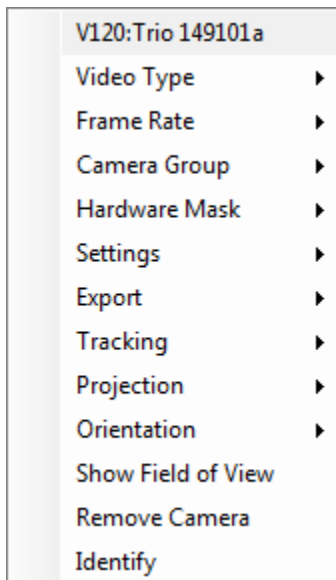 V120:Trio 149101a
Video Type
Frame Rate
Camera Group
Hardware Mask
Settings
Export
Tracking
Projection
Orientation
Show Field of View
Remove Camera
Identify